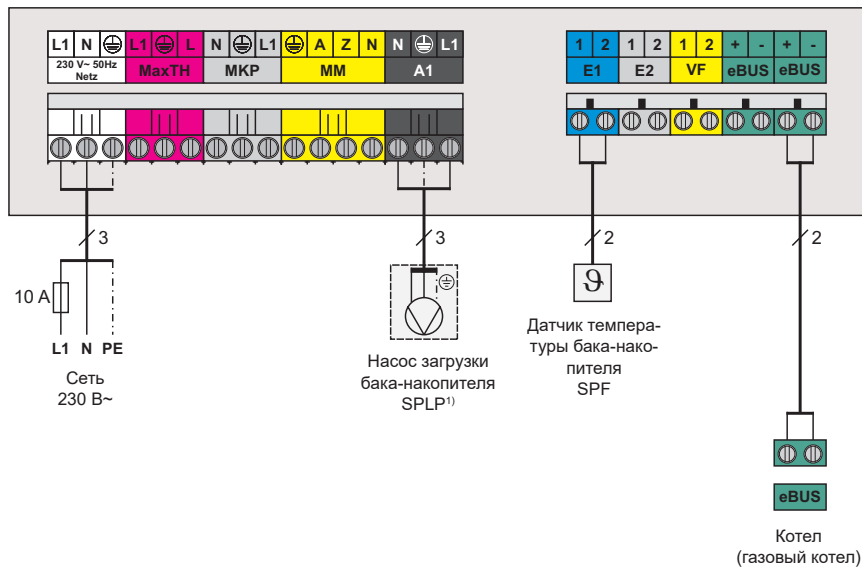 L1 N L1 L N L1 A Z N N L1
230 V~ 50Hz
Netz
MaxTH MKP MM A1
1 2 1 2 1 2 + - + -
E1 E2 VF eBUS eBUS
3
3
2
2
10 A
L1 N PE
Сеть
230 В~
Насос загрузки
бака-накопителя
SPLP1)
ϑ
Датчик темпера-
туры бака-нако-
пителя
SPF
eBUS
Котел
(газовый котел)